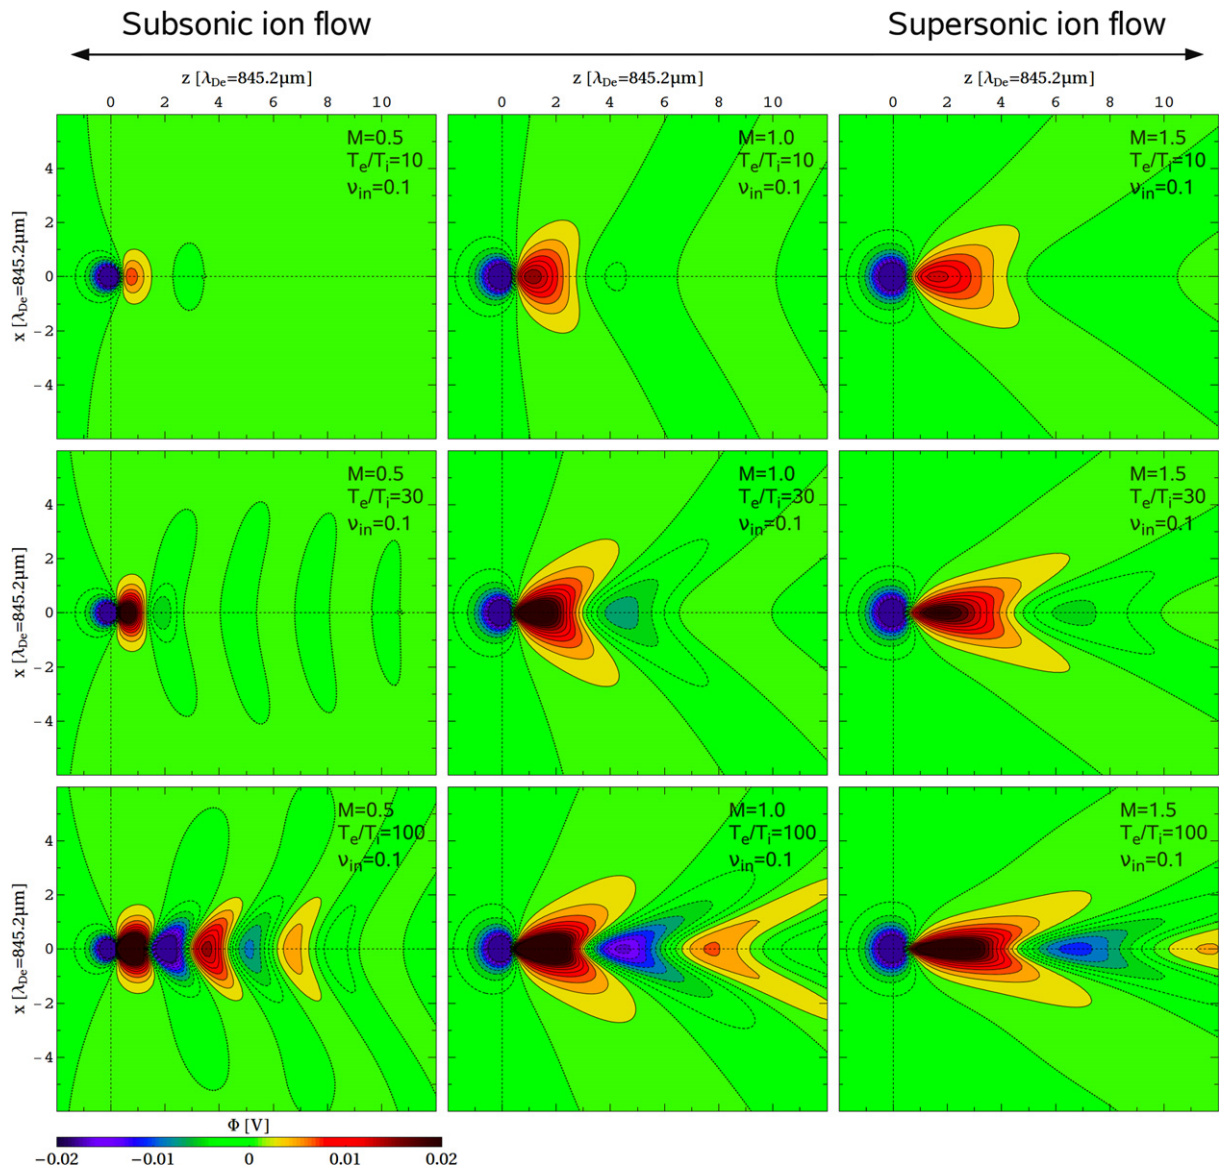 Subsonic ion flow
Supersonic ion flow
z [λDe=845.2μm]
z [λDe=845.2μm]
z [λDe=845.2μm]
0 2 4 6 8 10
0 2 4 6 8 10
0 2 4 6 8 10
x [λDe=845.2μm]
4
2
0
−2
−4
M=0.5
Te/Ti=10
νin=0.1
M=1.0
Te/Ti=10
νin=0.1
M=1.5
Te/Ti=10
νin=0.1
x [λDe=845.2μm]
4
2
0
−2
−4
M=0.5
Te/Ti=30
νin=0.1
M=1.0
Te/Ti=30
νin=0.1
M=1.5
Te/Ti=30
νin=0.1
x [λDe=845.2μm]
4
2
0
−2
−4
M=0.5
Te/Ti=100
νin=0.1
M=1.0
Te/Ti=100
νin=0.1
M=1.5
Te/Ti=100
νin=0.1
Φ [V]
−0.02 −0.01 0 0.01 0.02